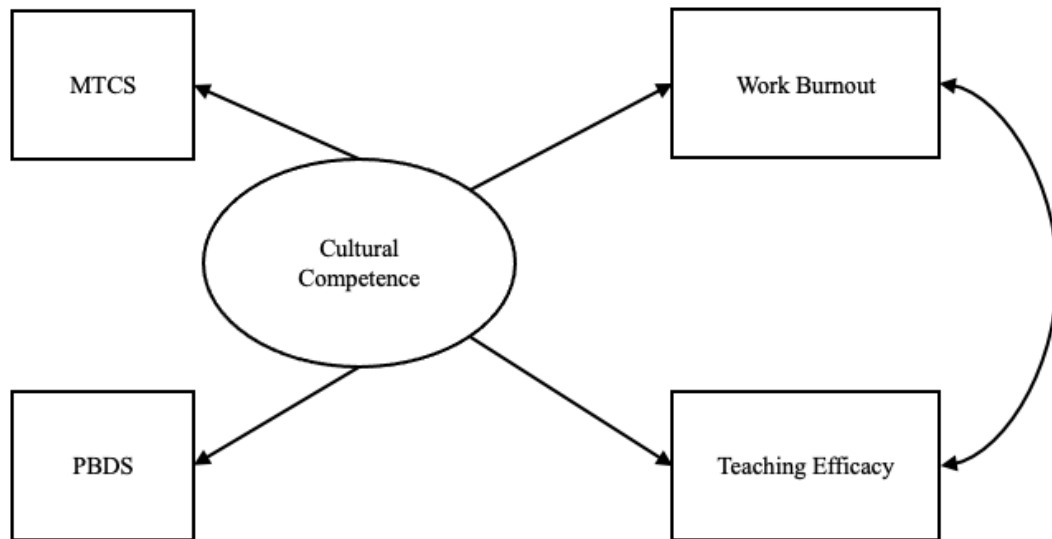 MTCS
Work Burnout
Cultural
Competence
PBDS
Teaching Efficacy